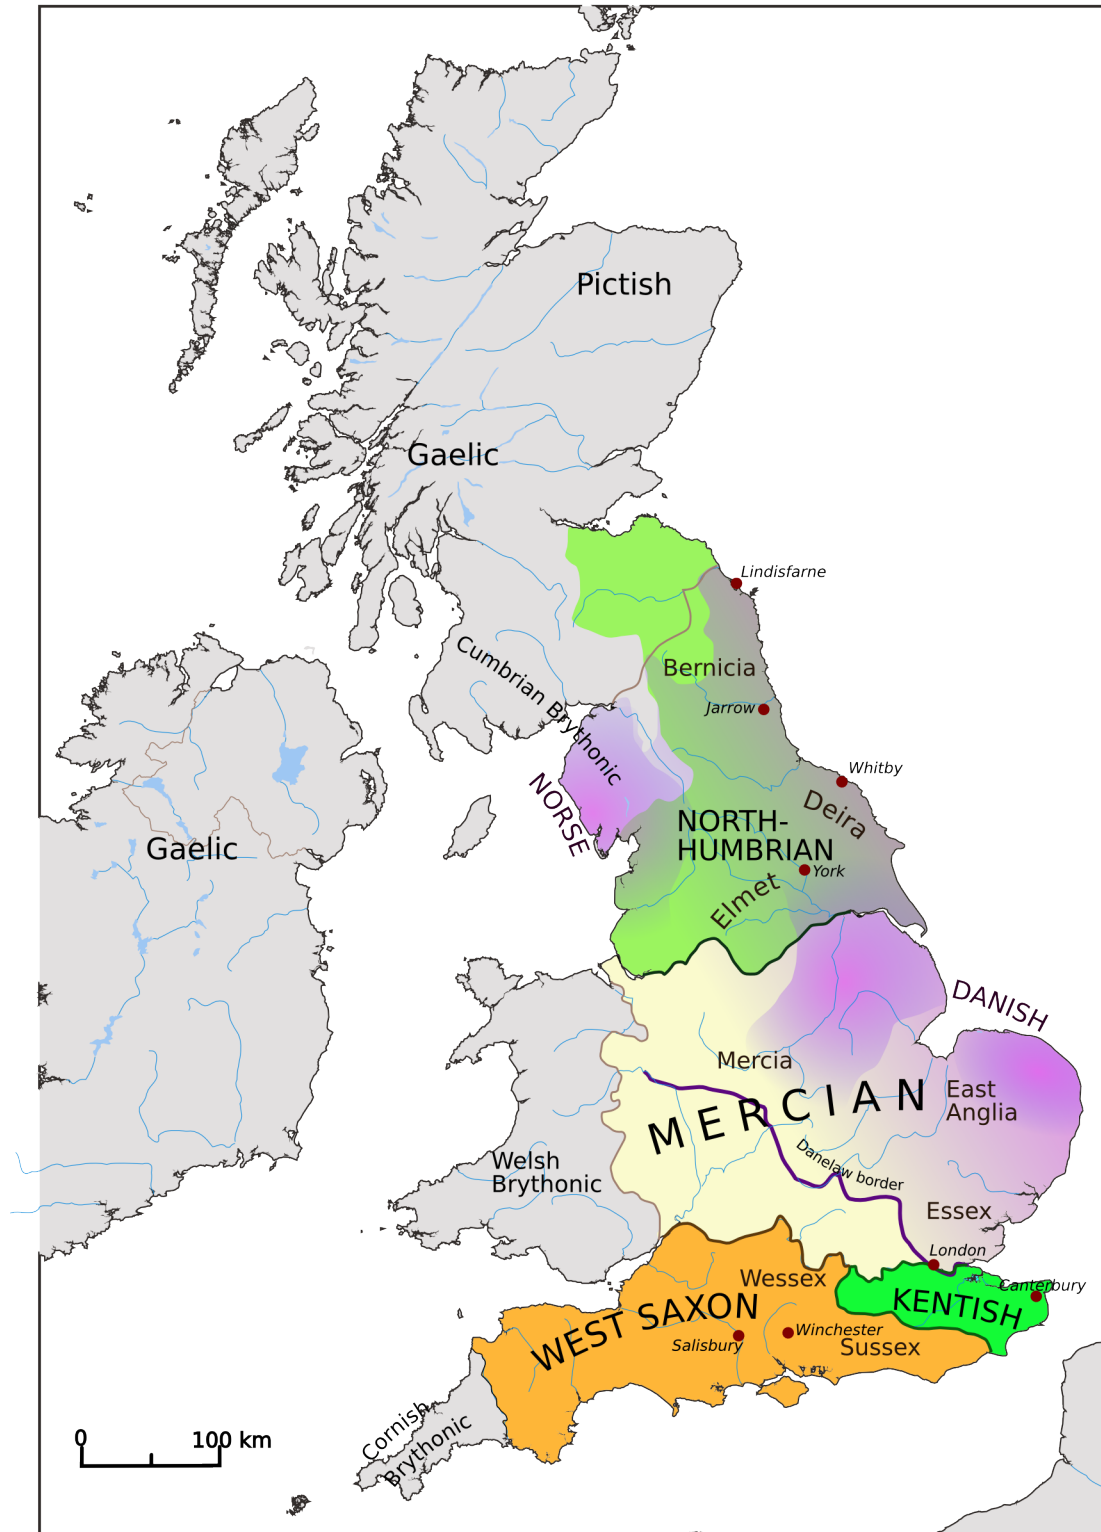 Pictish
Gaelic
Lindisfarne
Cumbrian Brythonic
Bernicia
Jarrow
Whitby
NORSE
Deira
NORTH-
HUMBRIAN
Gaelic
York
Elmet
DANISH
Mercia
MERCIAN
East
Anglia
Danelaw border
Welsh
Brythonic
Essex
London
Wessex
Canterbury
KENTISH
WEST SAXON
Winchester
Salisbury
Sussex
Cornish
Brythonic
0
100 km